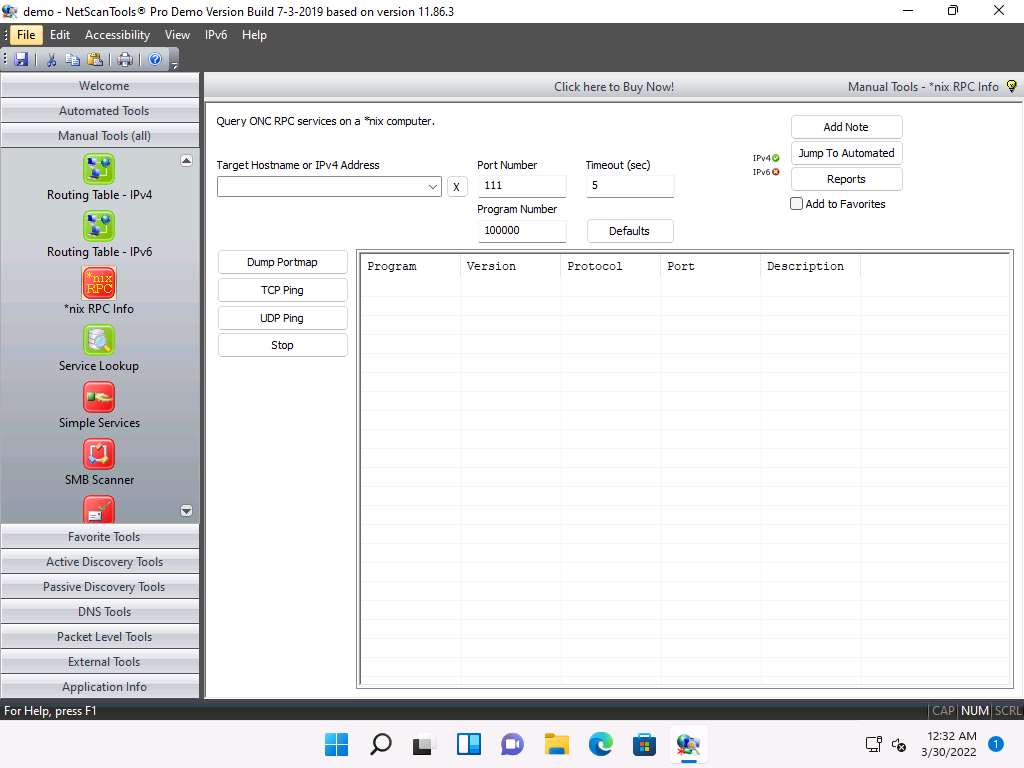 demo - NetScanTools® Pro Demo Version Build 7-3-2019 based on version 11.86.3
File Edit Accessibility View IPv6 Help
Welcome
Automated Tools
Manual Tools (all)
Routing Table - IPv4
Routing Table - IPv6
*nix
RPC
*nix RPC Info
Service Lookup
Simple Services
SMB Scanner
Favorite Tools
Active Discovery Tools
Passive Discovery Tools
DNS Tools
Packet Level Tools
External Tools
Application Info
Click here to Buy Now!
Manual Tools - *nix RPC Info
Query ONC RPC services on a *nix computer.
Target Hostname or IPv4 Address
X
Port Number
111
Timeout (sec)
5
Program Number
100000
Defaults
IPv4
IPv6
Add Note
Jump To Automated
Reports
Add to Favorites
Dump Portmap
TCP Ping
UDP Ping
Stop
Program Version Protocol Port Description
For Help, press F1
CAP NUM SCRL
12:32 AM
3/30/2022
1